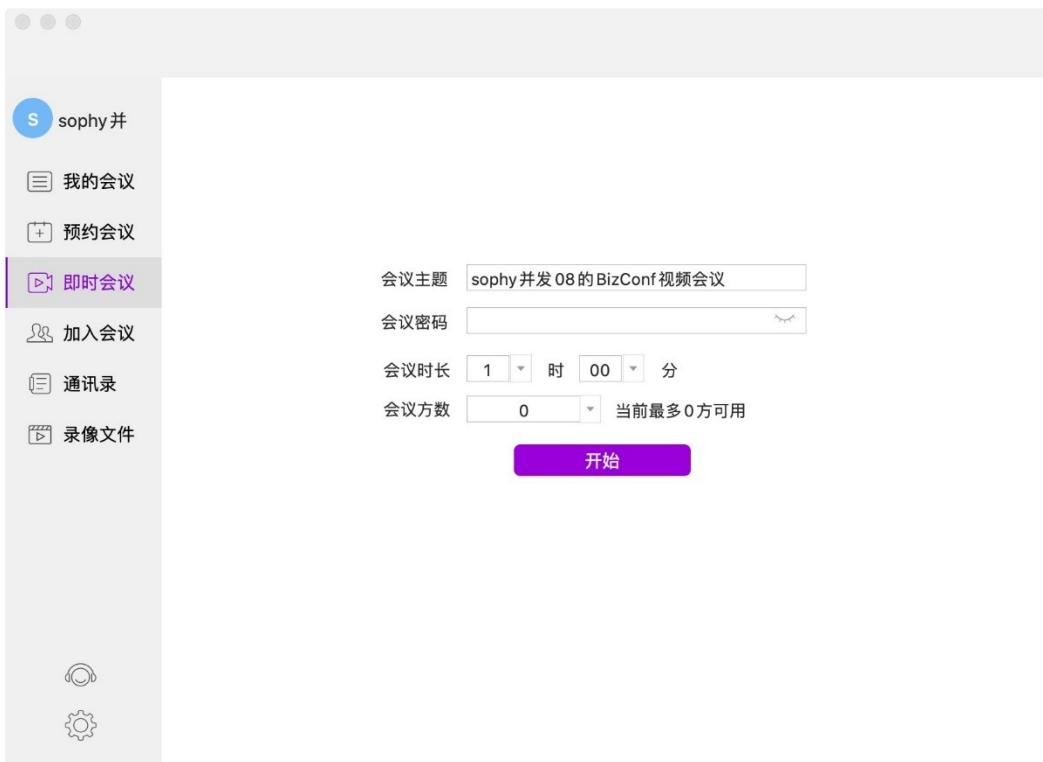 S sophy并
我的会议
预约会议
即时会议
加入会议
通讯录
录像文件
会议主题 sophy并发08的BizConf视频会议
会议密码
会议时长 1 时 00 分
会议方数 0 当前最多0方可用
开始